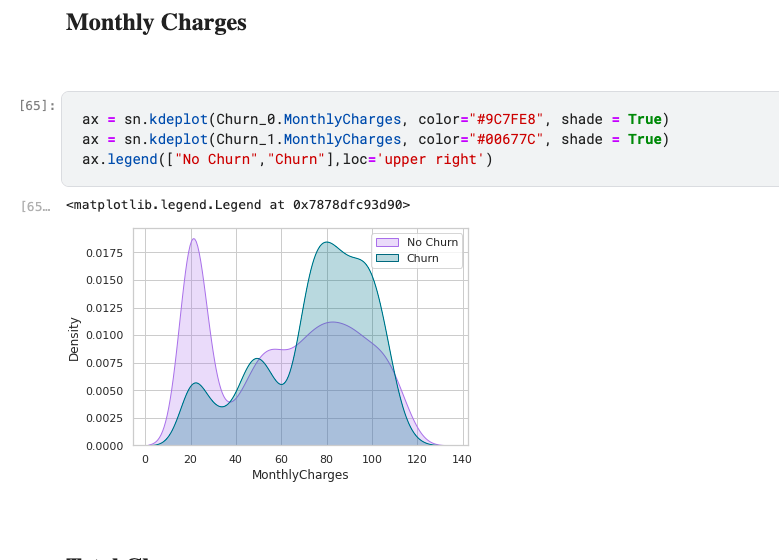 Monthly Charges
[65]:
ax = sn.kdeplot(Churn_0.MonthlyCharges, color="#9C7FE8", shade = True)
ax = sn.kdeplot(Churn_1.MonthlyCharges, color="#00677C", shade = True)
ax.legend(["No Churn","Churn"],loc='upper right')
[65…
<matplotlib.legend.Legend at 0x7878dfc93d90>
No Churn
Churn
0.0175
0.0150
0.0125
0.0100
0.0075
0.0050
0.0025
0.0000
Density
0 20 40 60 80 100 120 140
MonthlyCharges